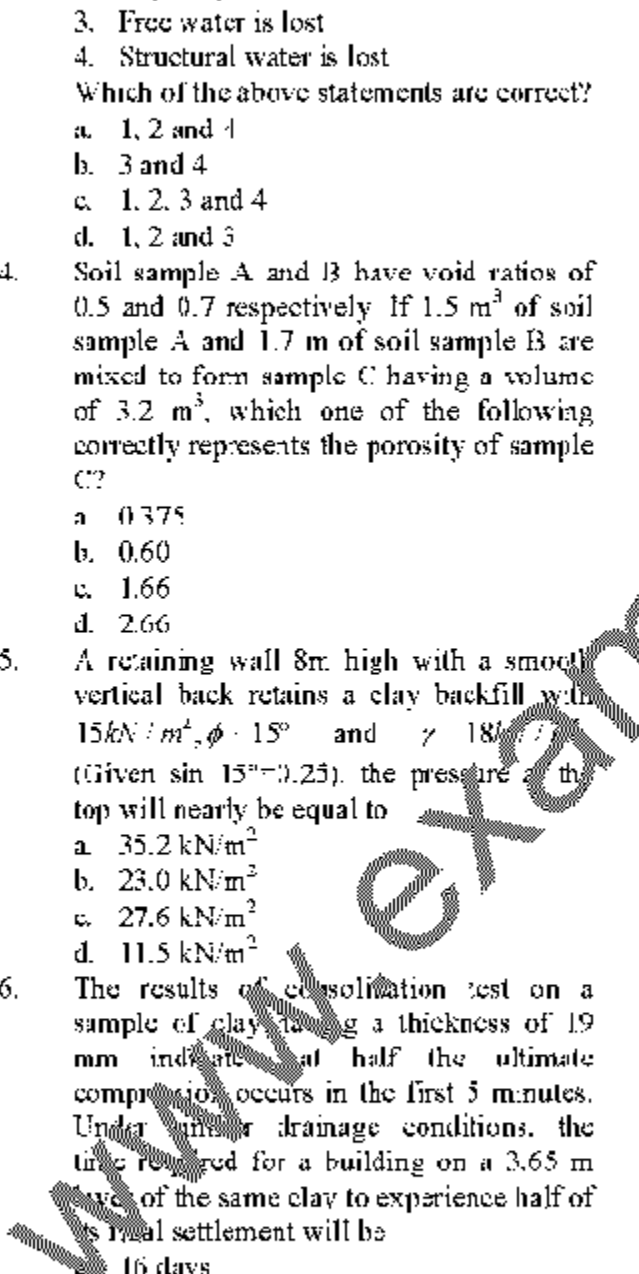 3. Free water is lost
4. Structural water is lost
Which of the above statements are correct?
a. 1, 2 and 4
b. 3 and 4
c. 1, 2, 3 and 4
d. 1, 2 and 3
4. Soil sample A and B have void ratios of
0.5 and 0.7 respectively If 1.5 m³ of soil
sample A and 1.7 m of soil sample B are
mixed to form sample C having a volume
of 3.2 m³, which one of the following
correctly represents the porosity of sample
C?
a 0.375
b. 0.60
c. 1.66
d. 2.66
5. A retaining wall 8m high with a smooth
vertical back retains a clay backfill with
15kN / m², ϕ 15° and γ 18
(Given sin 15°=0.25). the pressure at the
top will nearly be equal to
a. 35.2 kN/m²
b. 23.0 kN/m²
c. 27.6 kN/m²
d. 11.5 kN/m²
6. The results of consolidation test on a
sample of clay having a thickness of 19
mm indicate that half the ultimate
compression occurs in the first 5 minutes.
Under drainage conditions. the
time required for a building on a 3.65 m
layer of the same clay to experience half of
its settlement will be
16 days
www exam